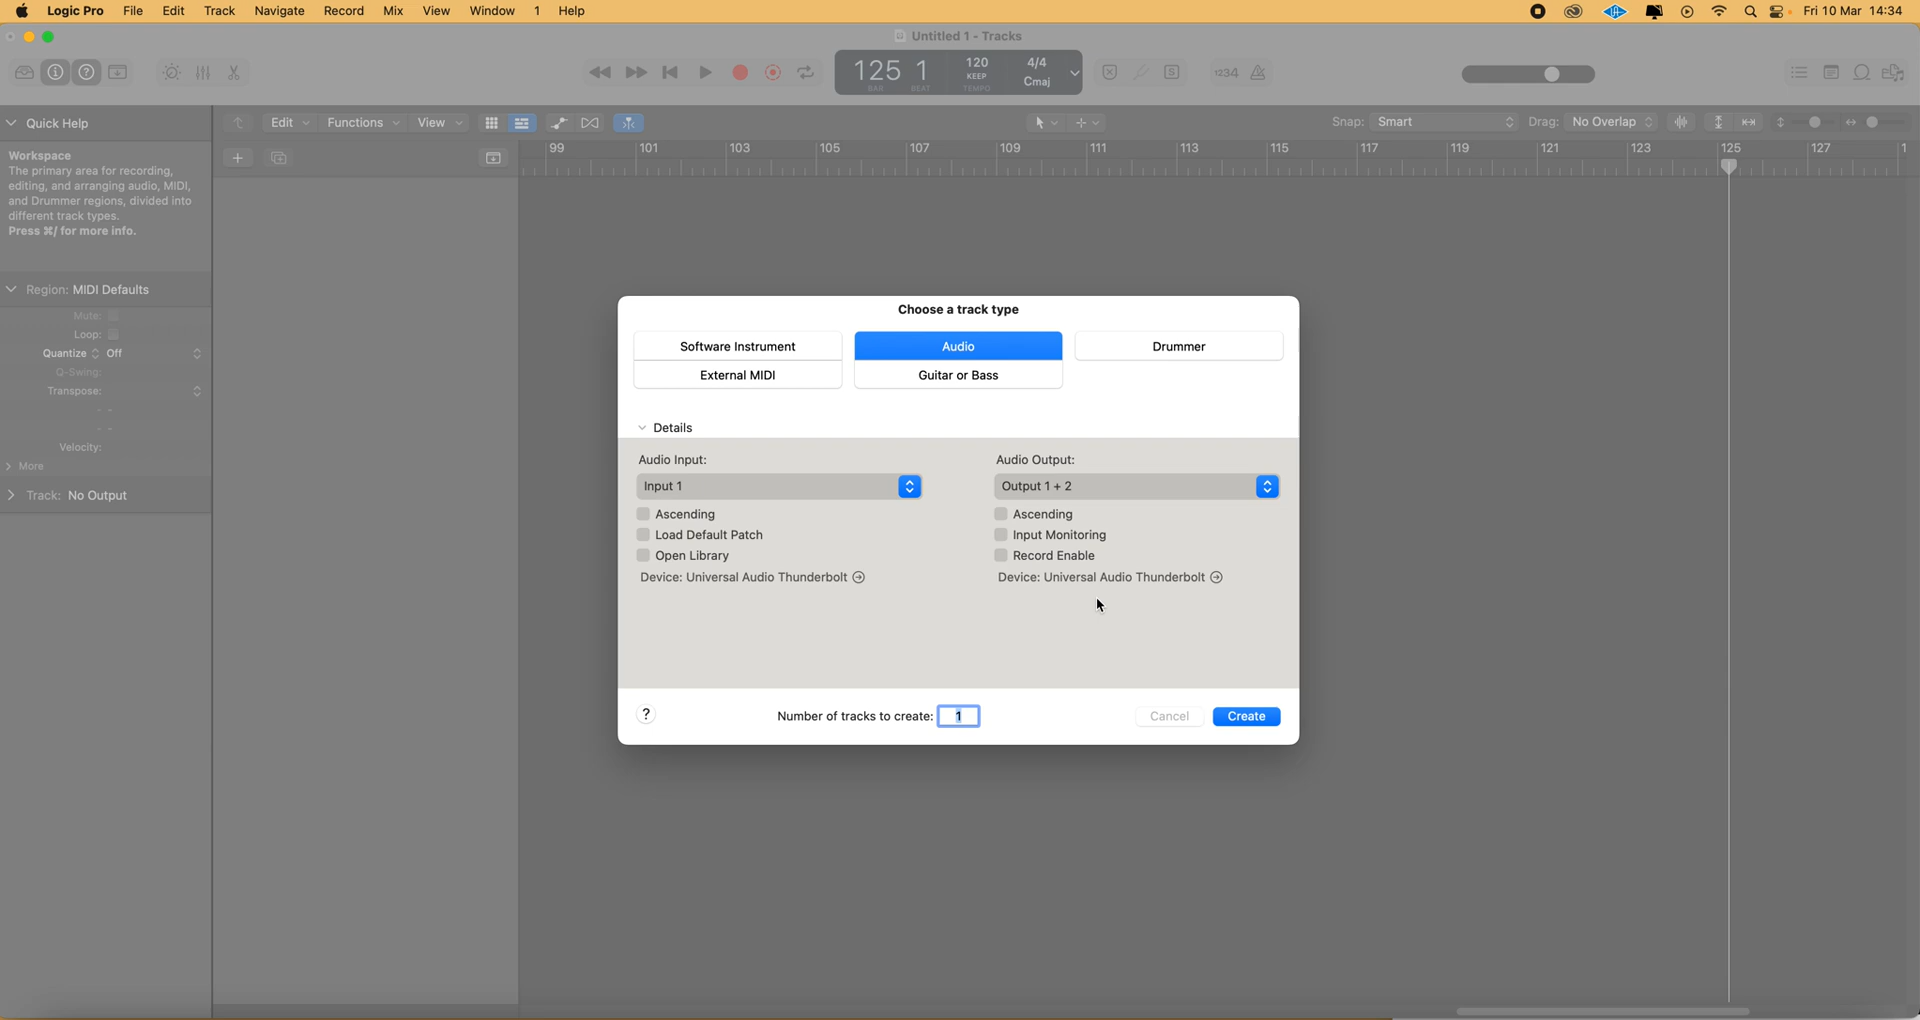 Logic Pro File Edit Track Navigate Record Mix View Window 1 Help Fri 10 Mar 14:34
Untitled 1 - Tracks
125 1 120 KEEP 4/4 Cmaj
BAR BEAT TEMPO
S 1234
Quick Help
Edit Functions View Snap: Smart Drag: No Overlap
99 101 103 105 107 109 111 113 115 117 119 121 123 125 127 1
Workspace
The primary area for recording,
editing, and arranging audio, MIDI,
and Drummer regions, divided into
different track types.
Press ⌘/ for more info.
Region: MIDI Defaults
Mute:
Loop:
Quantize Off
Q-Swing:
Transpose:
- -
- -
Velocity:
More
Track: No Output
Choose a track type
Software Instrument Audio Drummer
External MIDI Guitar or Bass
Details
Audio Input: Audio Output:
Input 1 Output 1 + 2
Ascending Ascending
Load Default Patch Input Monitoring
Open Library Record Enable
Device: Universal Audio Thunderbolt Device: Universal Audio Thunderbolt
? Number of tracks to create: 1 Cancel Create